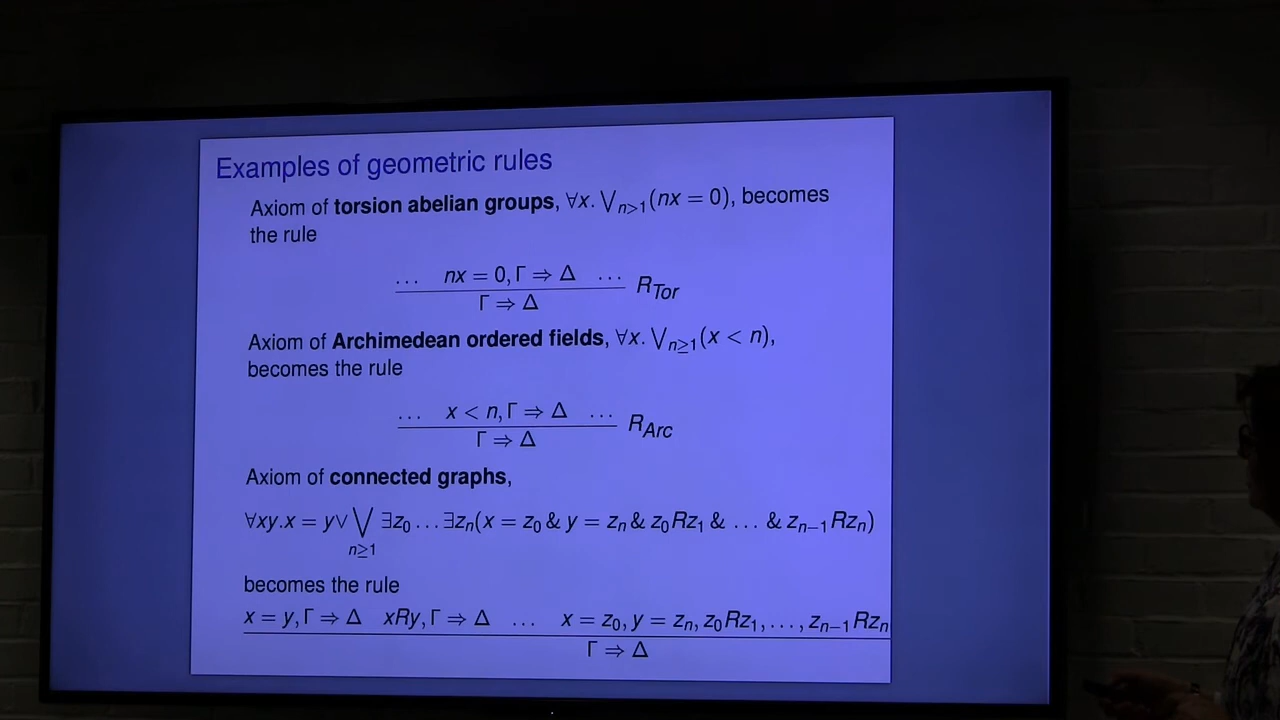 Examples of geometric rules
Axiom of torsion abelian groups, ∀x. ⋁n>1(nx = 0), becomes
the rule
... nx = 0, Γ ⇒ Δ ...
Γ ⇒ Δ
RTor
Axiom of Archimedean ordered fields, ∀x. ⋁n≥1(x < n),
becomes the rule
... x < n, Γ ⇒ Δ ...
Γ ⇒ Δ
RArc
Axiom of connected graphs,
∀xy.x = y∨ ⋁ ∃z0 ... ∃zn(x = z0 & y = zn & z0Rz1 & ... & zn−1Rzn)
n≥1
becomes the rule
x = y, Γ ⇒ Δ xRy, Γ ⇒ Δ ... x = z0, y = zn, z0Rz1, ..., zn−1Rzn
Γ ⇒ Δ